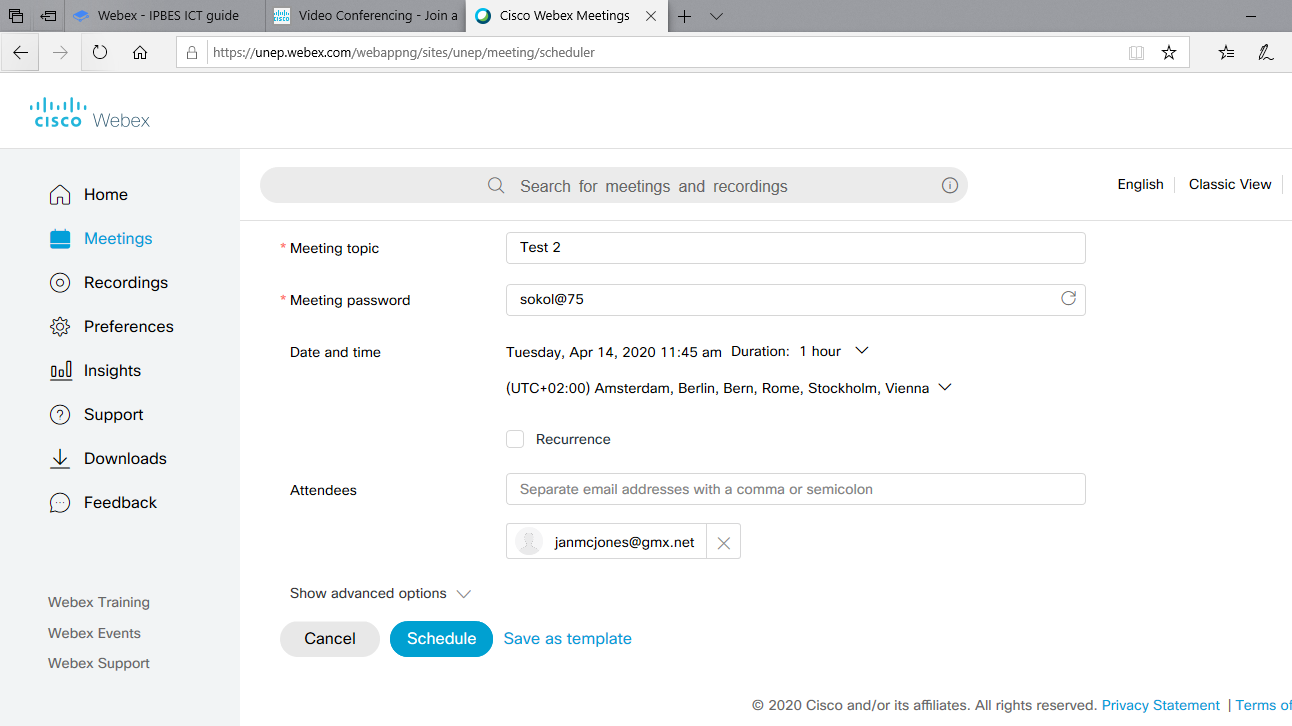 Webex - IPBES ICT guide
Video Conferencing - Join a
Cisco Webex Meetings
https://unep.webex.com/webappng/sites/unep/meeting/scheduler
CISCO Webex
Search for meetings and recordings
English
Classic View
Home
Meetings
Recordings
Preferences
Insights
Support
Downloads
Feedback
Webex Training
Webex Events
Webex Support
* Meeting topic
Test 2
* Meeting password
sokol@75
Date and time
Tuesday, Apr 14, 2020 11:45 am Duration: 1 hour
(UTC+02:00) Amsterdam, Berlin, Bern, Rome, Stockholm, Vienna
Recurrence
Attendees
Separate email addresses with a comma or semicolon
janmcjones@gmx.net
Show advanced options
Cancel
Schedule
Save as template
© 2020 Cisco and/or its affiliates. All rights reserved. Privacy Statement | Terms of